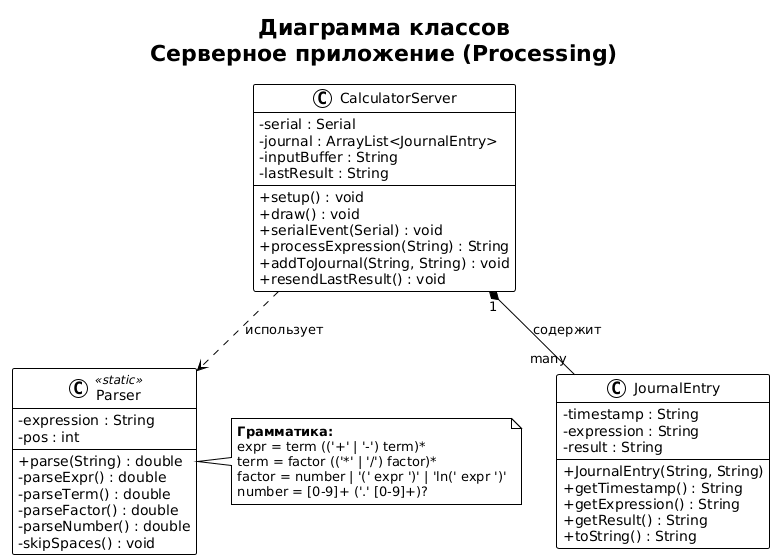 Диаграмма классов
Серверное приложение (Processing)
C CalculatorServer
-serial : Serial
-journal : ArrayList<JournalEntry>
-inputBuffer : String
-lastResult : String
+setup() : void
+draw() : void
+serialEvent(Serial) : void
+processExpression(String) : String
+addToJournal(String, String) : void
+resendLastResult() : void
1
использует
содержит
many
«static»
C Parser
-expression : String
-pos : int
+parse(String) : double
-parseExpr() : double
-parseTerm() : double
-parseFactor() : double
-parseNumber() : double
-skipSpaces() : void
Грамматика:
expr = term (('+' | '-') term)*
term = factor (('*' | '/') factor)*
factor = number | '(' expr ')' | 'ln(' expr ')'
number = [0-9]+ ('.' [0-9]+)?
C JournalEntry
-timestamp : String
-expression : String
-result : String
+JournalEntry(String, String)
+getTimestamp() : String
+getExpression() : String
+getResult() : String
+toString() : String